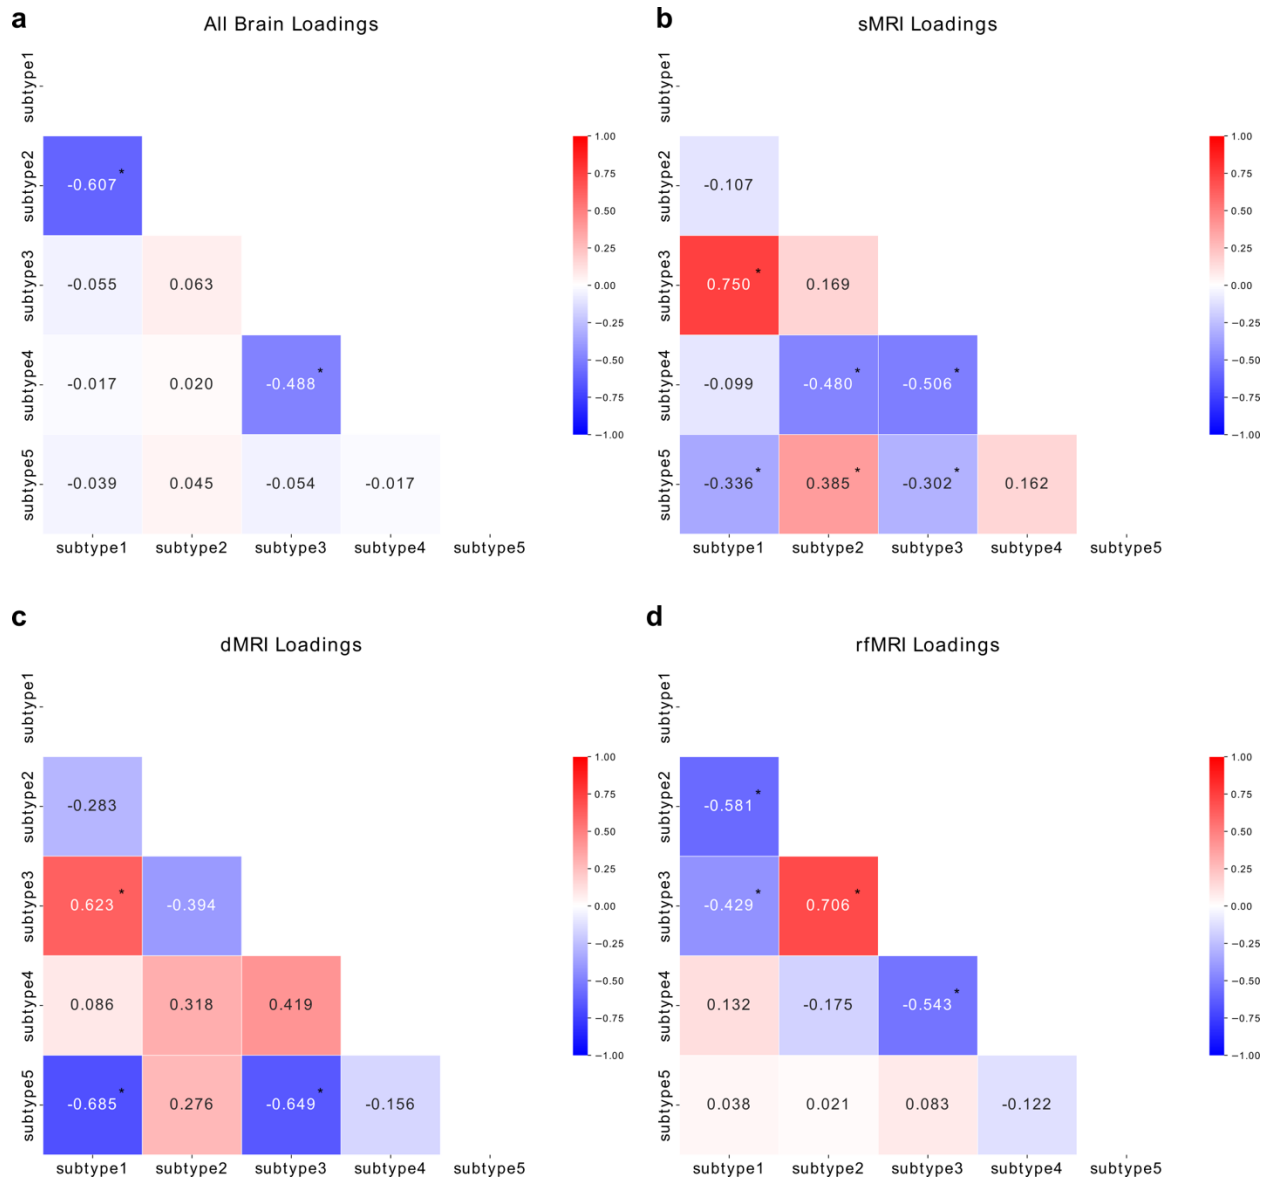 a
All Brain Loadings
subtype1
subtype2
subtype3
subtype4
subtype5
-0.607*
-0.055 0.063
-0.017 0.020 -0.488*
-0.039 0.045 -0.054 -0.017
subtype1 subtype2 subtype3 subtype4 subtype5
1.00
0.75
0.50
0.25
0.00
−0.25
−0.50
−0.75
−1.00
b
sMRI Loadings
subtype1
subtype2
subtype3
subtype4
subtype5
-0.107
0.750* 0.169
-0.099 -0.480* -0.506*
-0.336* 0.385* -0.302* 0.162
subtype1 subtype2 subtype3 subtype4 subtype5
1.00
0.75
0.50
0.25
0.00
−0.25
−0.50
−0.75
−1.00
c
dMRI Loadings
subtype1
subtype2
subtype3
subtype4
subtype5
-0.283
0.623* -0.394
0.086 0.318 0.419
-0.685* 0.276 -0.649* -0.156
subtype1 subtype2 subtype3 subtype4 subtype5
1.00
0.75
0.50
0.25
0.00
−0.25
−0.50
−0.75
−1.00
d
rfMRI Loadings
subtype1
subtype2
subtype3
subtype4
subtype5
-0.581*
-0.429* 0.706*
0.132 -0.175 -0.543*
0.038 0.021 0.083 -0.122
subtype1 subtype2 subtype3 subtype4 subtype5
1.00
0.75
0.50
0.25
0.00
−0.25
−0.50
−0.75
−1.00